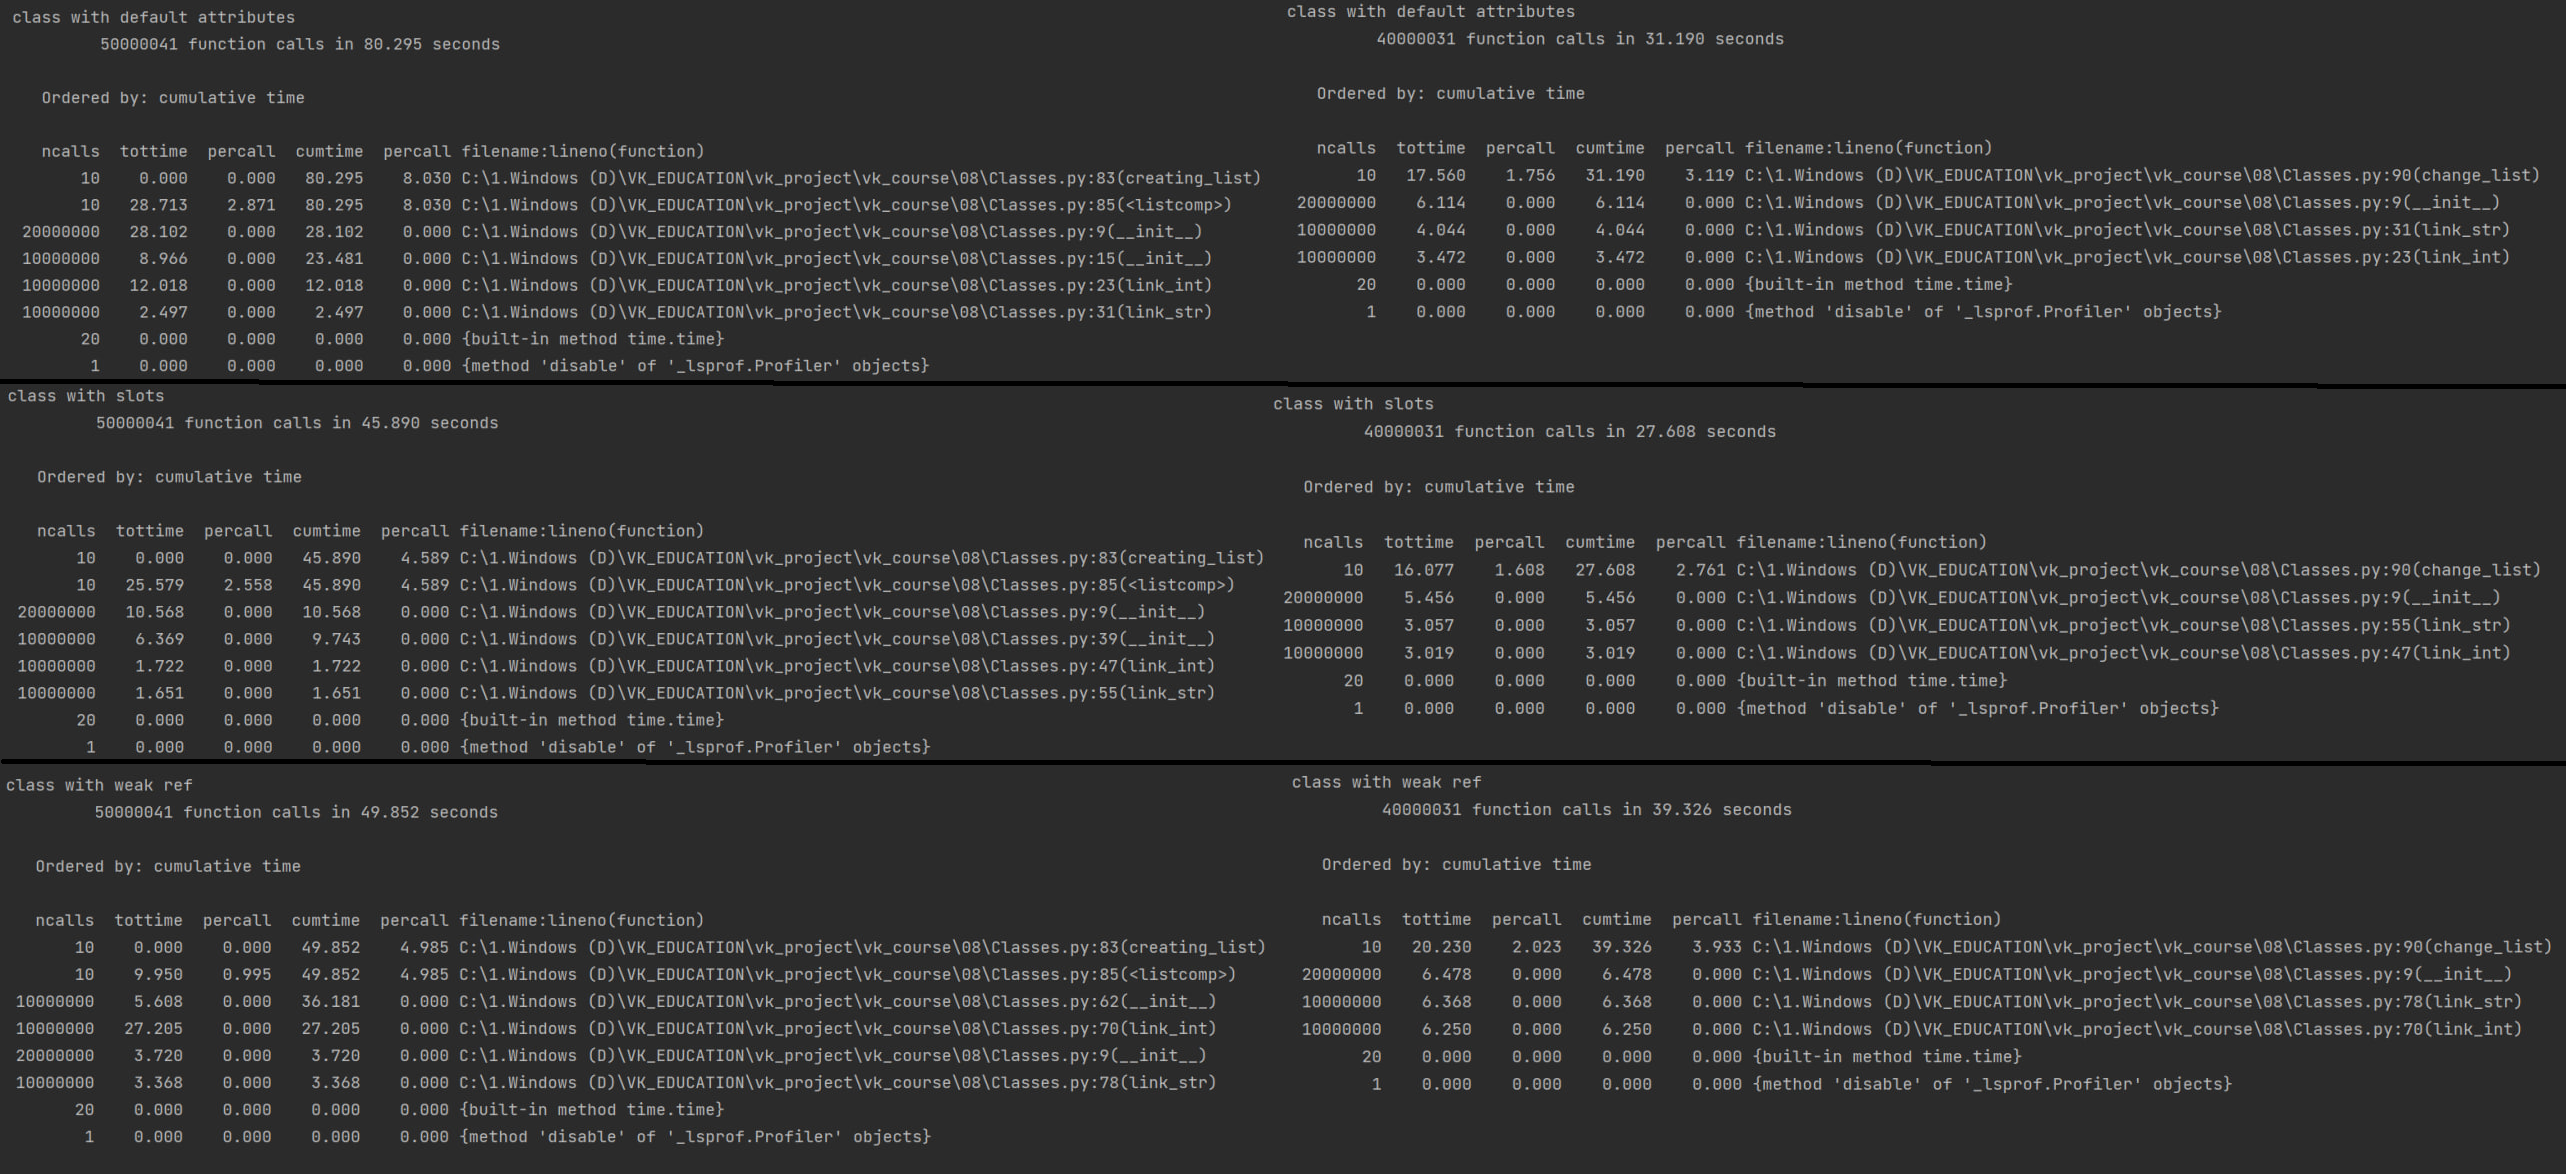 class with default attributes
50000041 function calls in 80.295 seconds
Ordered by: cumulative time
ncalls tottime percall cumtime percall filename:lineno(function)
10 0.000 0.000 80.295 8.030 C:\1.Windows (D)\VK_EDUCATION\vk_project\vk_course\08\Classes.py:83(creating_list)
10 28.713 2.871 80.295 8.030 C:\1.Windows (D)\VK_EDUCATION\vk_project\vk_course\08\Classes.py:85(<listcomp>)
20000000 28.102 0.000 28.102 0.000 C:\1.Windows (D)\VK_EDUCATION\vk_project\vk_course\08\Classes.py:9(__init__)
10000000 8.966 0.000 23.481 0.000 C:\1.Windows (D)\VK_EDUCATION\vk_project\vk_course\08\Classes.py:15(__init__)
10000000 12.018 0.000 12.018 0.000 C:\1.Windows (D)\VK_EDUCATION\vk_project\vk_course\08\Classes.py:23(link_int)
10000000 2.497 0.000 2.497 0.000 C:\1.Windows (D)\VK_EDUCATION\vk_project\vk_course\08\Classes.py:31(link_str)
20 0.000 0.000 0.000 0.000 {built-in method time.time}
1 0.000 0.000 0.000 0.000 {method 'disable' of '_lsprof.Profiler' objects}
class with default attributes
40000031 function calls in 31.190 seconds
Ordered by: cumulative time
ncalls tottime percall cumtime percall filename:lineno(function)
10 17.560 1.756 31.190 3.119 C:\1.Windows (D)\VK_EDUCATION\vk_project\vk_course\08\Classes.py:90(change_list)
20000000 6.114 0.000 6.114 0.000 C:\1.Windows (D)\VK_EDUCATION\vk_project\vk_course\08\Classes.py:9(__init__)
10000000 4.044 0.000 4.044 0.000 C:\1.Windows (D)\VK_EDUCATION\vk_project\vk_course\08\Classes.py:31(link_str)
10000000 3.472 0.000 3.472 0.000 C:\1.Windows (D)\VK_EDUCATION\vk_project\vk_course\08\Classes.py:23(link_int)
20 0.000 0.000 0.000 0.000 {built-in method time.time}
1 0.000 0.000 0.000 0.000 {method 'disable' of '_lsprof.Profiler' objects}
class with slots
50000041 function calls in 45.890 seconds
Ordered by: cumulative time
ncalls tottime percall cumtime percall filename:lineno(function)
10 0.000 0.000 45.890 4.589 C:\1.Windows (D)\VK_EDUCATION\vk_project\vk_course\08\Classes.py:83(creating_list)
10 25.579 2.558 45.890 4.589 C:\1.Windows (D)\VK_EDUCATION\vk_project\vk_course\08\Classes.py:85(<listcomp>)
20000000 10.568 0.000 10.568 0.000 C:\1.Windows (D)\VK_EDUCATION\vk_project\vk_course\08\Classes.py:9(__init__)
10000000 6.369 0.000 9.743 0.000 C:\1.Windows (D)\VK_EDUCATION\vk_project\vk_course\08\Classes.py:39(__init__)
10000000 1.722 0.000 1.722 0.000 C:\1.Windows (D)\VK_EDUCATION\vk_project\vk_course\08\Classes.py:47(link_int)
10000000 1.651 0.000 1.651 0.000 C:\1.Windows (D)\VK_EDUCATION\vk_project\vk_course\08\Classes.py:55(link_str)
20 0.000 0.000 0.000 0.000 {built-in method time.time}
1 0.000 0.000 0.000 0.000 {method 'disable' of '_lsprof.Profiler' objects}
class with slots
40000031 function calls in 27.608 seconds
Ordered by: cumulative time
ncalls tottime percall cumtime percall filename:lineno(function)
10 16.077 1.608 27.608 2.761 C:\1.Windows (D)\VK_EDUCATION\vk_project\vk_course\08\Classes.py:90(change_list)
20000000 5.456 0.000 5.456 0.000 C:\1.Windows (D)\VK_EDUCATION\vk_project\vk_course\08\Classes.py:9(__init__)
10000000 3.057 0.000 3.057 0.000 C:\1.Windows (D)\VK_EDUCATION\vk_project\vk_course\08\Classes.py:55(link_str)
10000000 3.019 0.000 3.019 0.000 C:\1.Windows (D)\VK_EDUCATION\vk_project\vk_course\08\Classes.py:47(link_int)
20 0.000 0.000 0.000 0.000 {built-in method time.time}
1 0.000 0.000 0.000 0.000 {method 'disable' of '_lsprof.Profiler' objects}
class with weak ref
50000041 function calls in 49.852 seconds
Ordered by: cumulative time
ncalls tottime percall cumtime percall filename:lineno(function)
10 0.000 0.000 49.852 4.985 C:\1.Windows (D)\VK_EDUCATION\vk_project\vk_course\08\Classes.py:83(creating_list)
10 9.950 0.995 49.852 4.985 C:\1.Windows (D)\VK_EDUCATION\vk_project\vk_course\08\Classes.py:85(<listcomp>)
10000000 5.608 0.000 36.181 0.000 C:\1.Windows (D)\VK_EDUCATION\vk_project\vk_course\08\Classes.py:62(__init__)
10000000 27.205 0.000 27.205 0.000 C:\1.Windows (D)\VK_EDUCATION\vk_project\vk_course\08\Classes.py:70(link_int)
20000000 3.720 0.000 3.720 0.000 C:\1.Windows (D)\VK_EDUCATION\vk_project\vk_course\08\Classes.py:9(__init__)
10000000 3.368 0.000 3.368 0.000 C:\1.Windows (D)\VK_EDUCATION\vk_project\vk_course\08\Classes.py:78(link_str)
20 0.000 0.000 0.000 0.000 {built-in method time.time}
1 0.000 0.000 0.000 0.000 {method 'disable' of '_lsprof.Profiler' objects}
class with weak ref
40000031 function calls in 39.326 seconds
Ordered by: cumulative time
ncalls tottime percall cumtime percall filename:lineno(function)
10 20.230 2.023 39.326 3.933 C:\1.Windows (D)\VK_EDUCATION\vk_project\vk_course\08\Classes.py:90(change_list)
20000000 6.478 0.000 6.478 0.000 C:\1.Windows (D)\VK_EDUCATION\vk_project\vk_course\08\Classes.py:9(__init__)
10000000 6.368 0.000 6.368 0.000 C:\1.Windows (D)\VK_EDUCATION\vk_project\vk_course\08\Classes.py:78(link_str)
10000000 6.250 0.000 6.250 0.000 C:\1.Windows (D)\VK_EDUCATION\vk_project\vk_course\08\Classes.py:70(link_int)
20 0.000 0.000 0.000 0.000 {built-in method time.time}
1 0.000 0.000 0.000 0.000 {method 'disable' of '_lsprof.Profiler' objects}